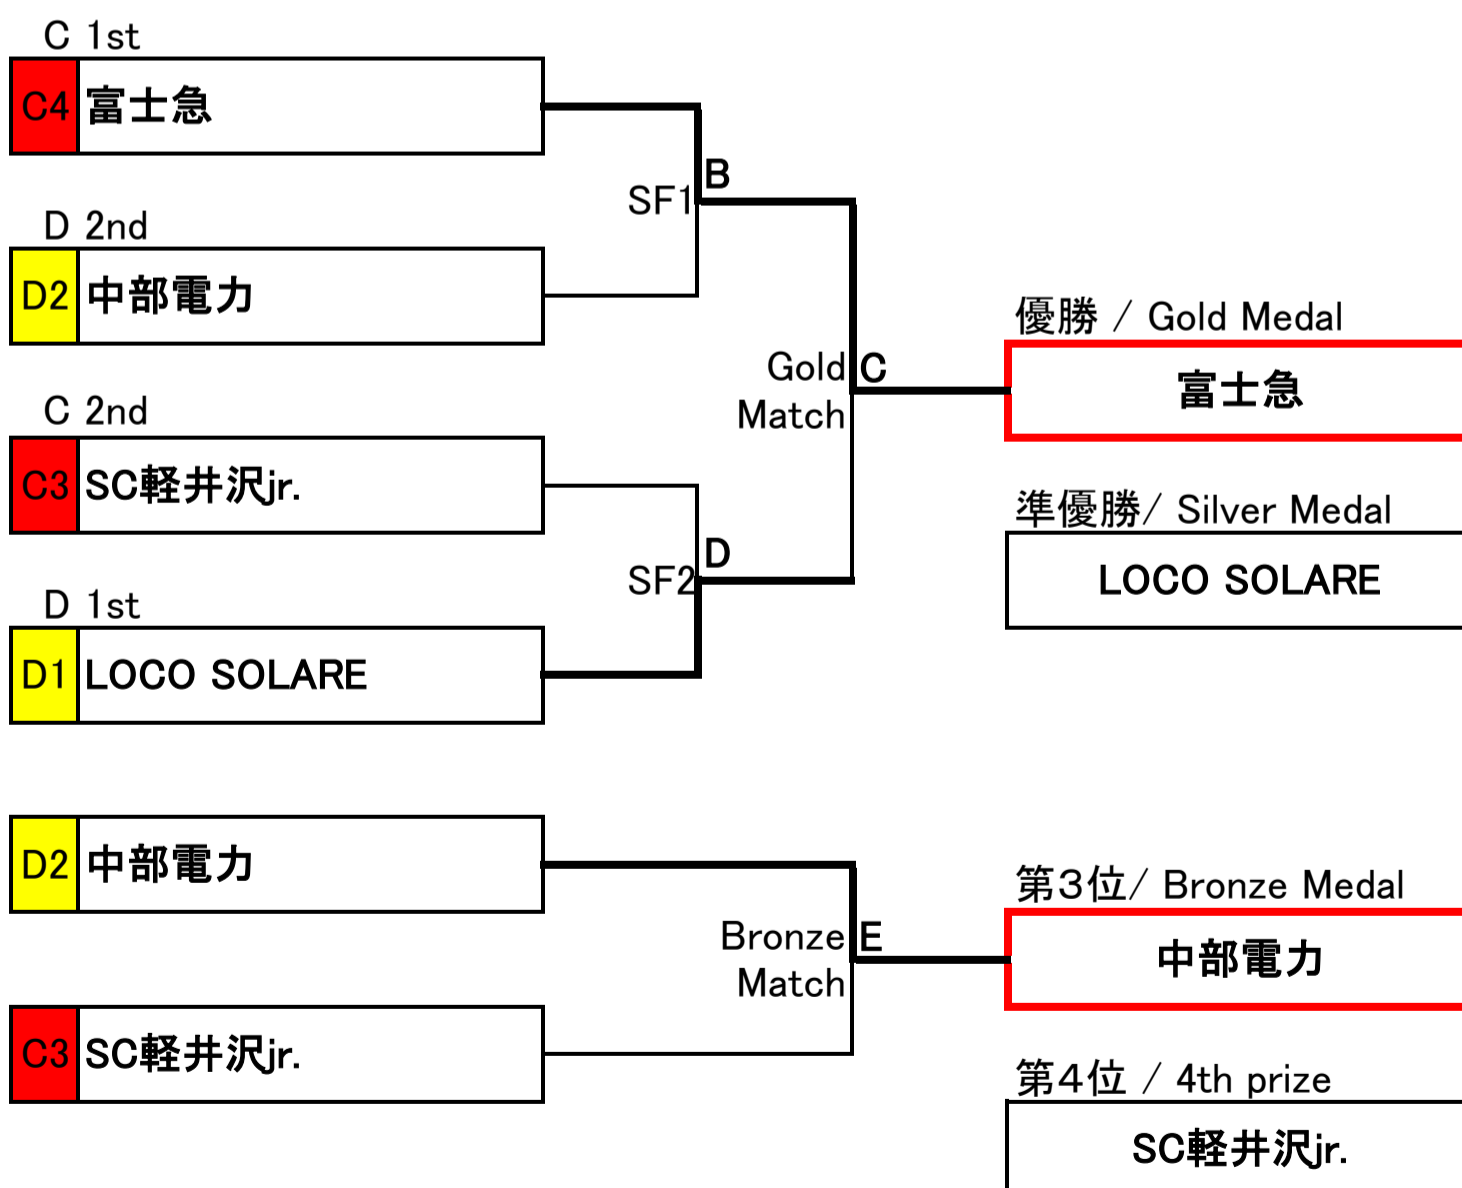 C 1st
C4 富士急
B
SF1
D 2nd
D2 中部電力
優勝 / Gold Medal
Gold C
Match
富士急
C 2nd
C3 SC軽井沢jr.
準優勝/ Silver Medal
D
SF2
LOCO SOLARE
D 1st
D1 LOCO SOLARE
D2 中部電力
第3位/ Bronze Medal
Bronze E
Match
中部電力
C3 SC軽井沢jr.
第4位 / 4th prize
SC軽井沢jr.